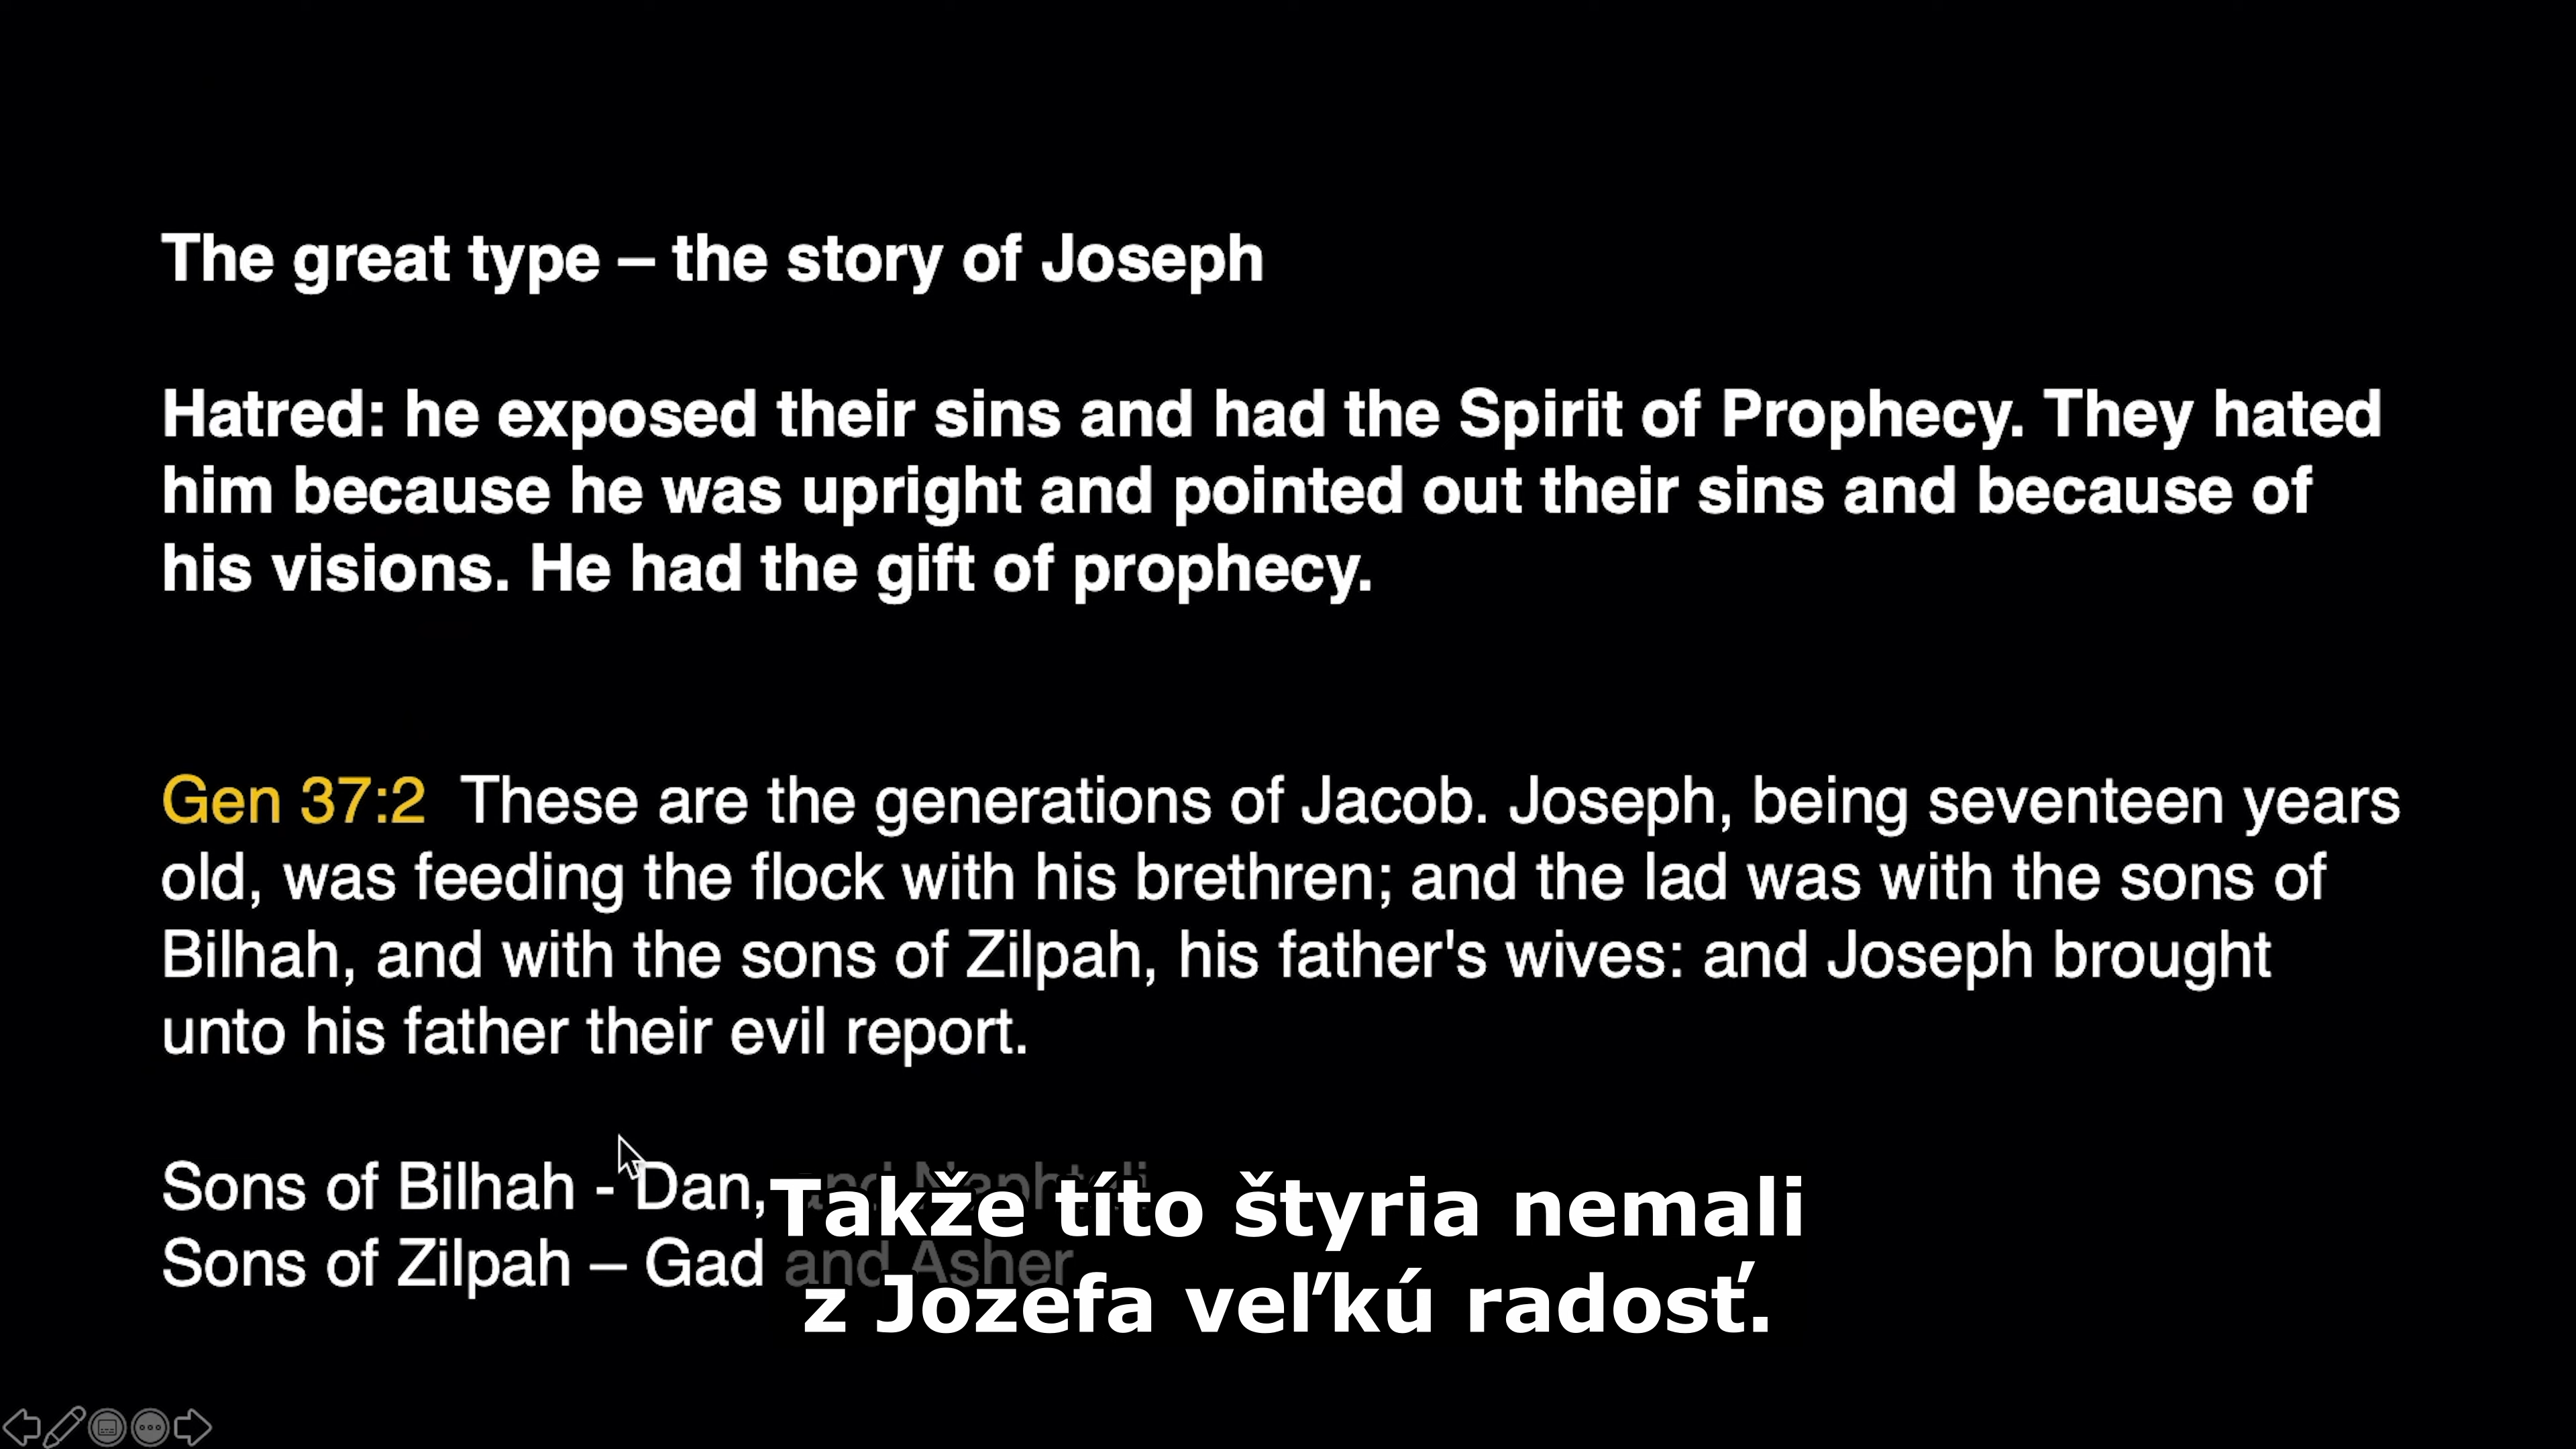 The great type – the story of Joseph
Hatred: he exposed their sins and had the Spirit of Prophecy. They hated
him because he was upright and pointed out their sins and because of
his visions. He had the gift of prophecy.
Gen 37:2 These are the generations of Jacob. Joseph, being seventeen years
old, was feeding the flock with his brethren; and the lad was with the sons of
Bilhah, and with the sons of Zilpah, his father's wives: and Joseph brought
unto his father their evil report.
Sons of Bilhah - Dan, and Naphtali
Sons of Zilpah – Gad and Asher
Takže títo štyria nemali
z Jozefa veľkú radosť.